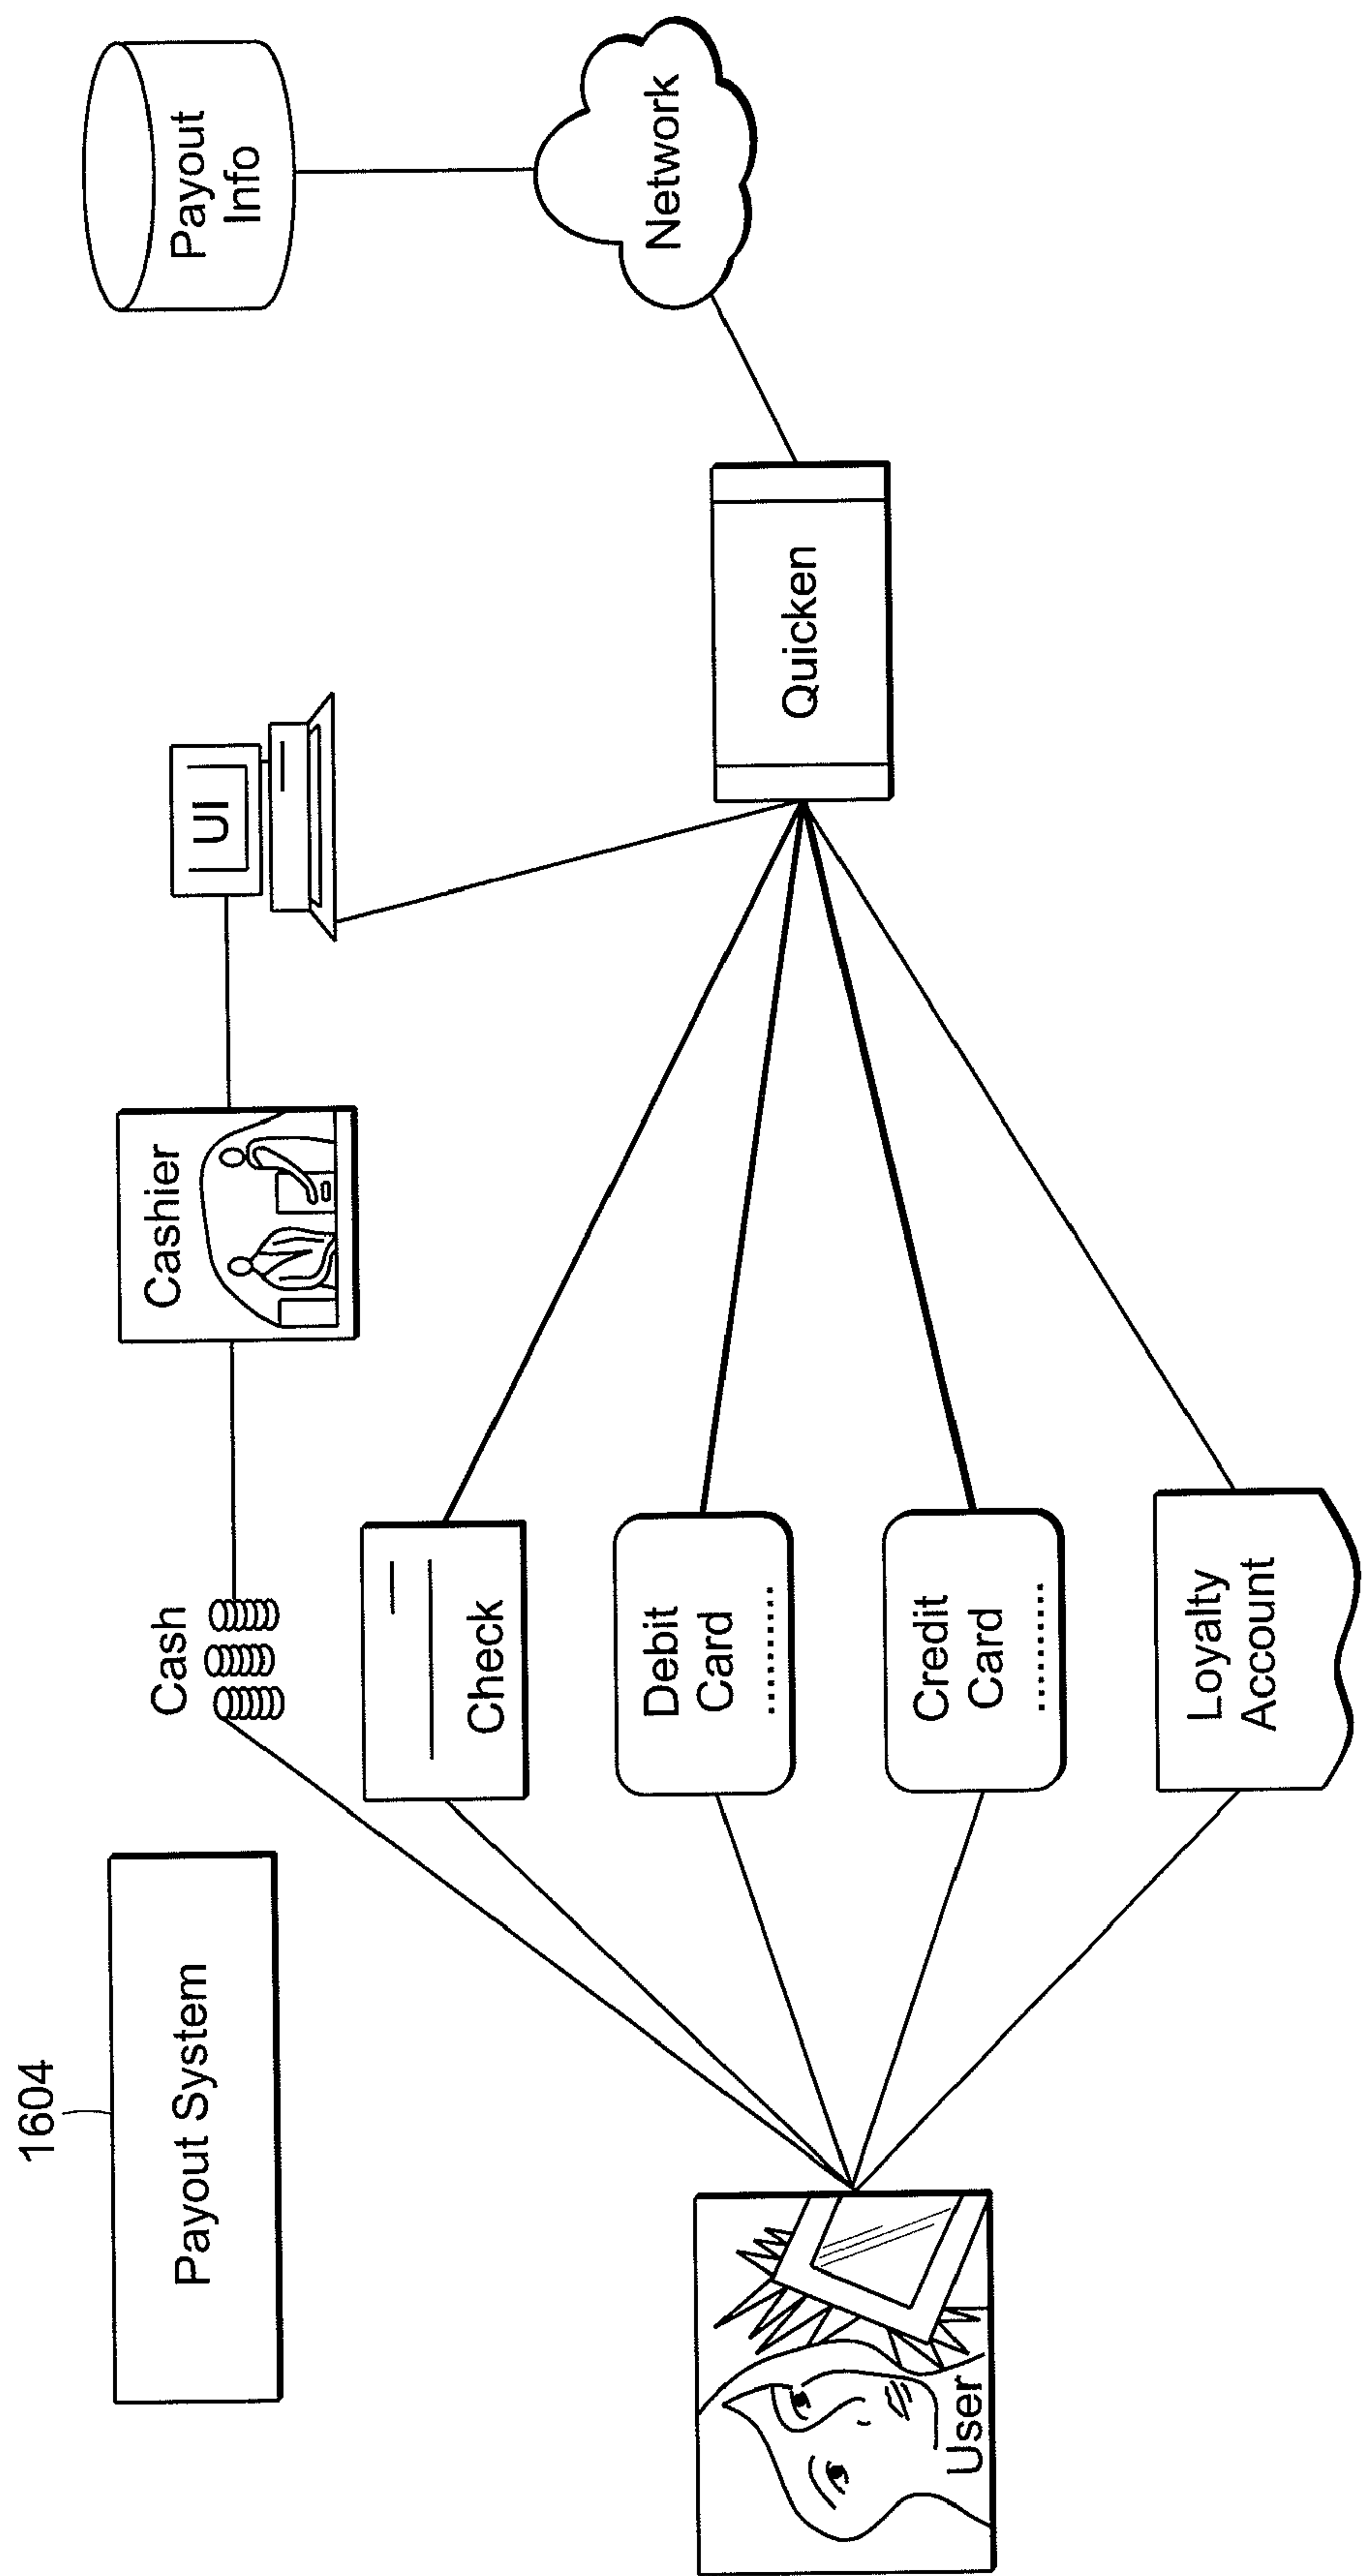 1604
Payout System
Cash
Cashier
UI
Payout
Info
Check
Debit
Card
Credit
Card
Loyalty
Account
User
Quicken
Network